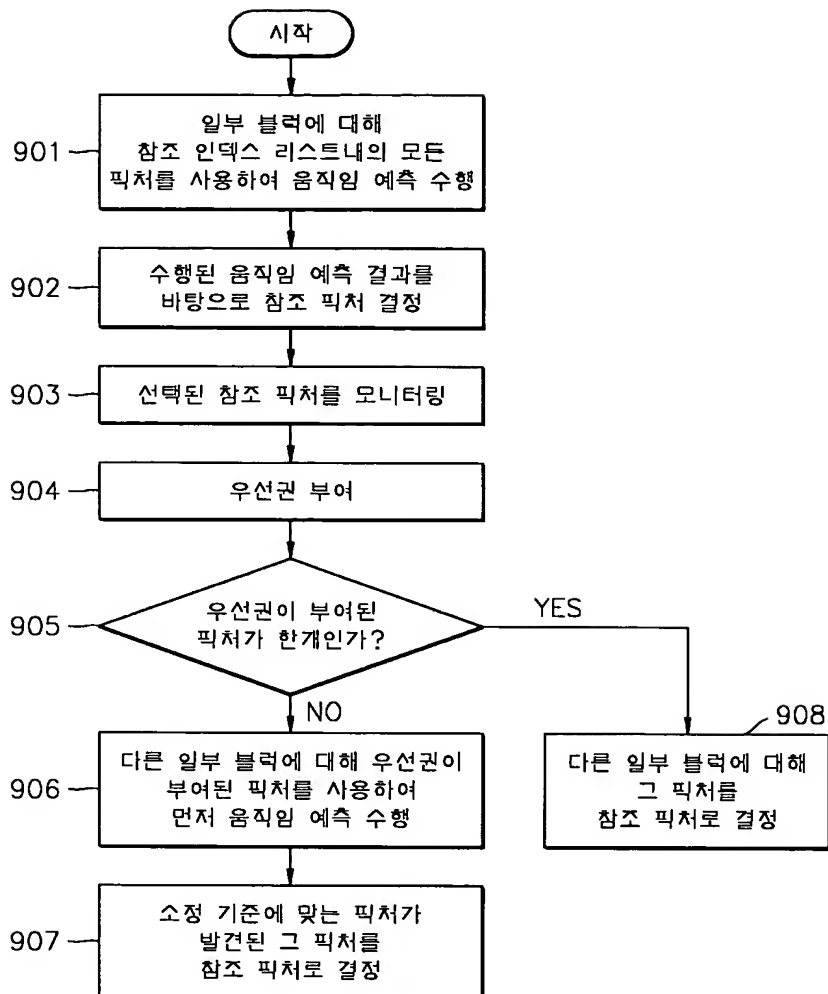 시작
901
일부 블럭에 대해
참조 인덱스 리스트내의 모든
픽처를 사용하여 움직임 예측 수행
902
수행된 움직임 예측 결과를
바탕으로 참조 픽처 결정
903
선택된 참조 픽처를 모니터링
904
우선권 부여
905
우선권이 부여된
픽처가 한개인가?
YES
NO
906
다른 일부 블럭에 대해 우선권이
부여된 픽처를 사용하여
먼저 움직임 예측 수행
908
다른 일부 블럭에 대해
그 픽처를
참조 픽처로 결정
907
소정 기준에 맞는 픽처가
발견된 그 픽처를
참조 픽처로 결정